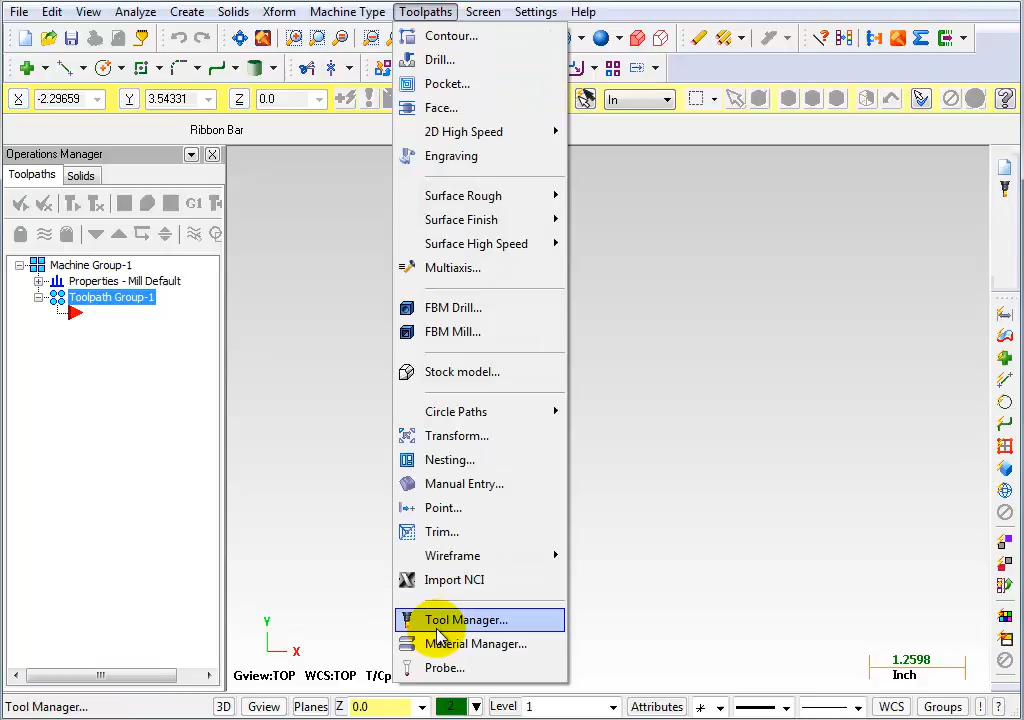 File Edit View Analyze Create Solids Xform Machine Type Toolpaths Screen Settings Help
X -2.29659 Y 3.54331 Z 0.0 In
Ribbon Bar
Operations Manager
Toolpaths Solids
G1
Machine Group-1
Properties - Mill Default
Toolpath Group-1
Contour...
Drill...
Pocket...
Face...
2D High Speed
Engraving
Surface Rough
Surface Finish
Surface High Speed
Multiaxis...
FBM Drill...
FBM Mill...
Stock model...
Circle Paths
Transform...
Nesting...
Manual Entry...
Point...
Trim...
Wireframe
Import NCI
Tool Manager...
Material Manager...
Probe...
Y
X
Gview:TOP WCS:TOP T/Cp
1.2598
Inch
Tool Manager... 3D Gview Planes Z 0.0 2 Level 1 Attributes WCS Groups ! ?